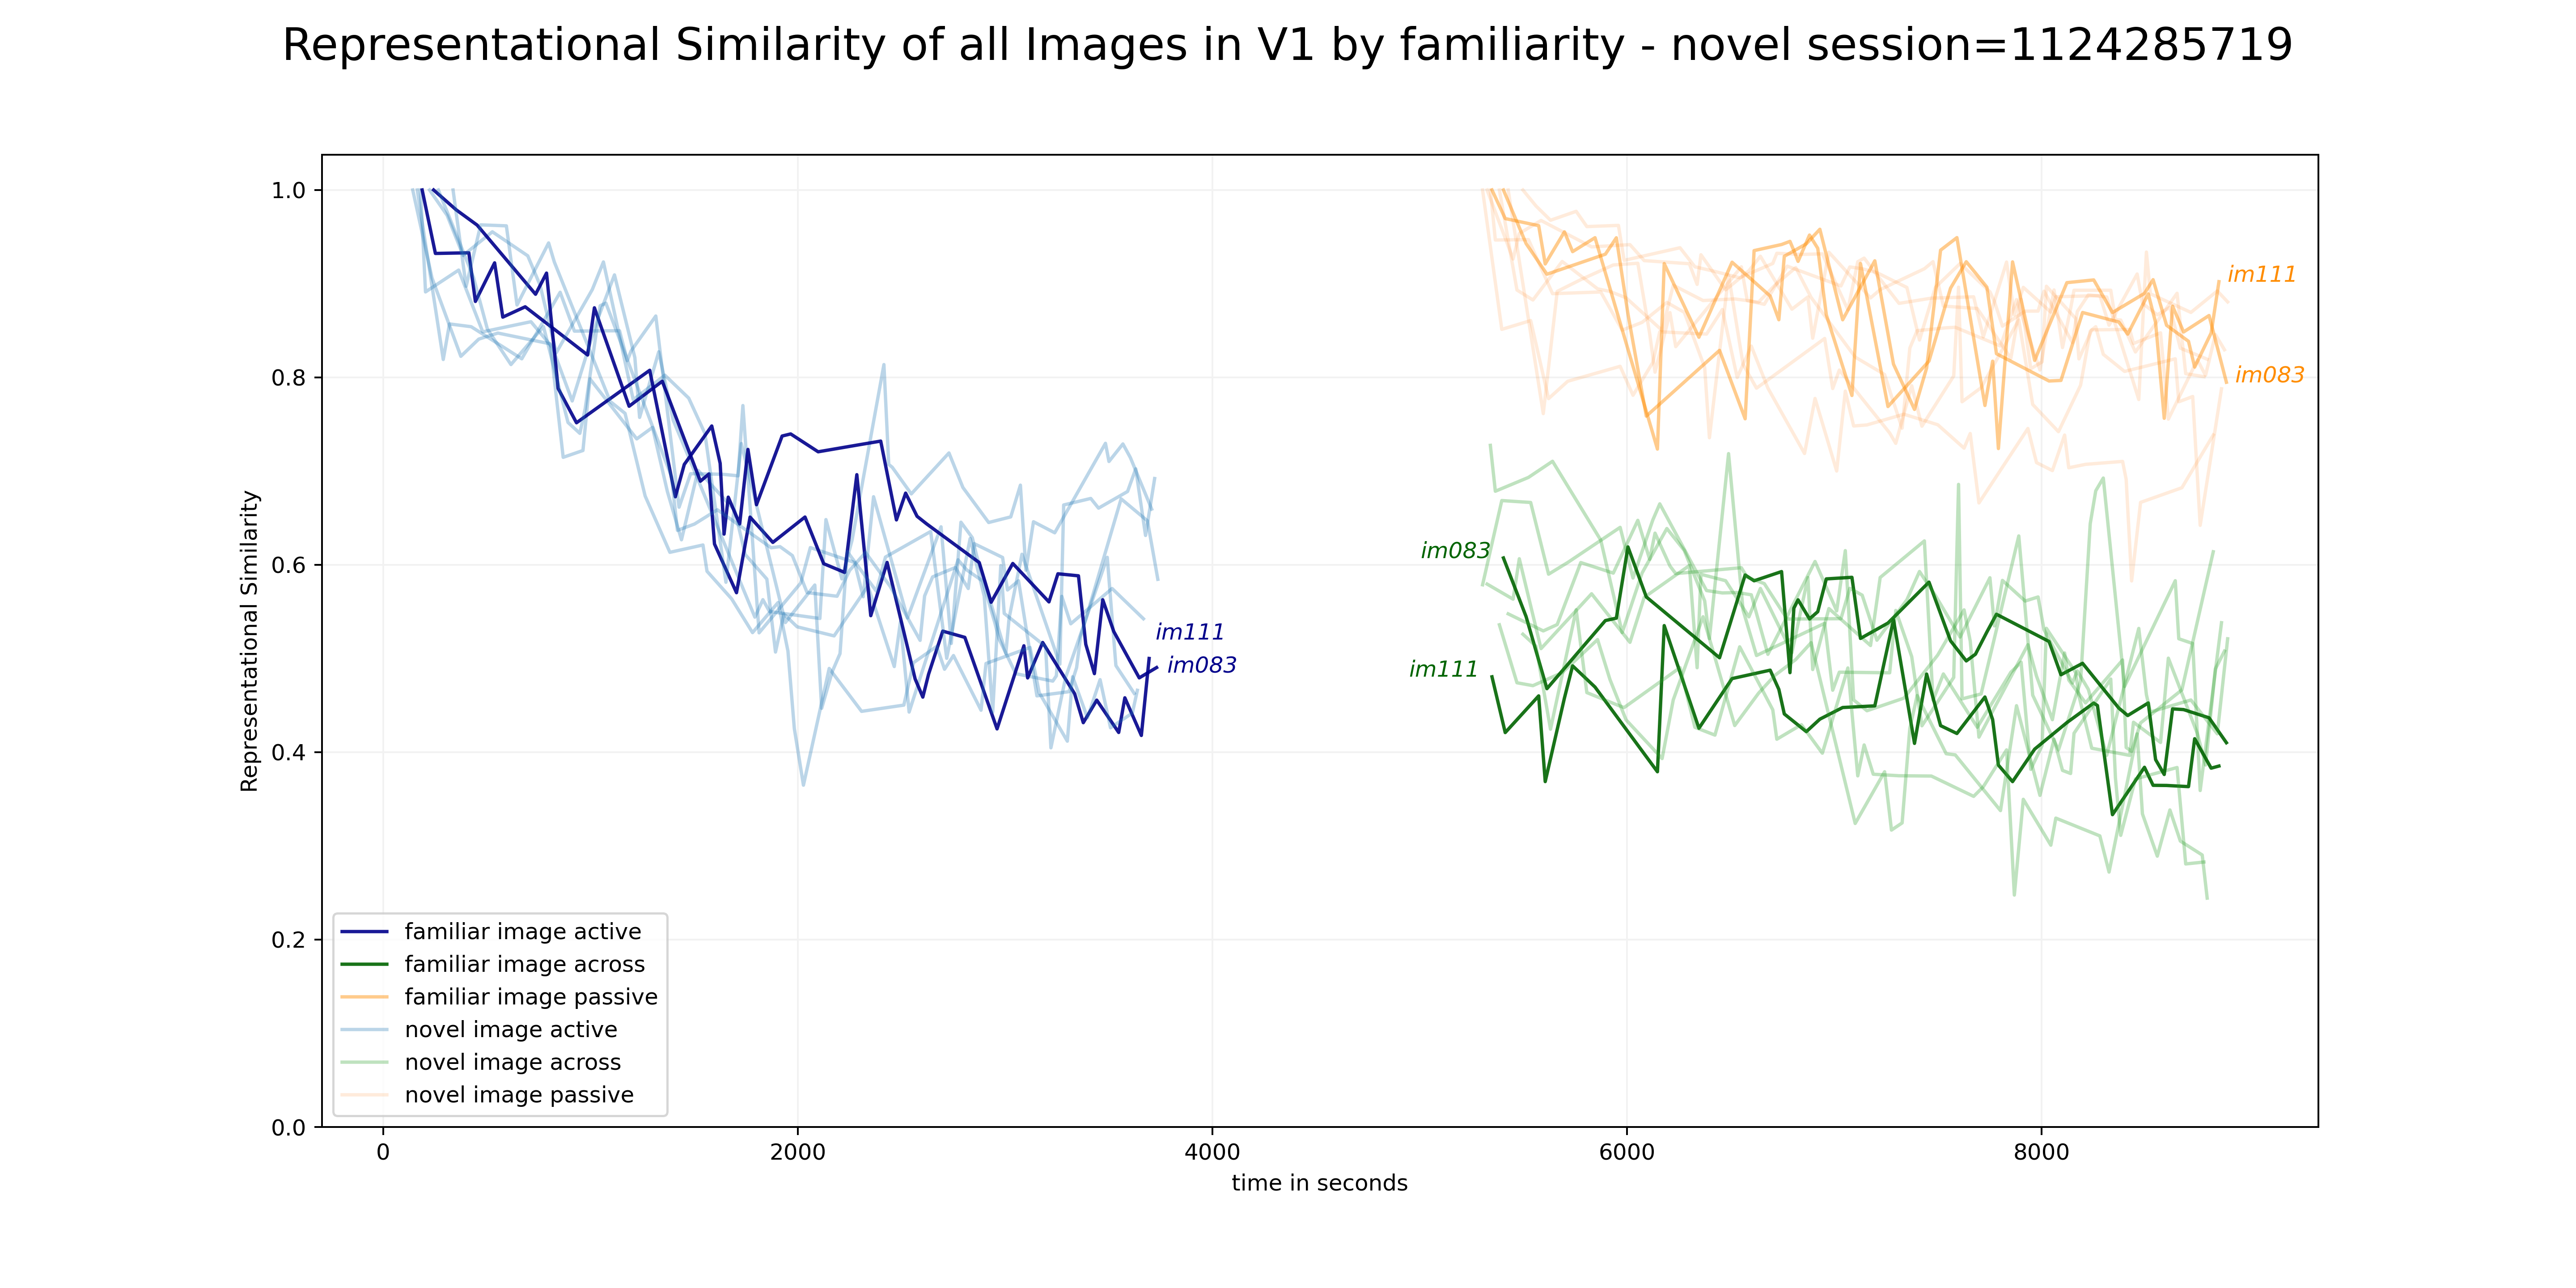 Representational Similarity of all Images in V1 by familiarity - novel session=1124285719
Representational Similarity
1.0
0.8
0.6
0.4
0.2
0.0
im111
im083
im083
im111
im111
im083
familiar image active
familiar image across
familiar image passive
novel image active
novel image across
novel image passive
0
2000
4000
6000
8000
time in seconds